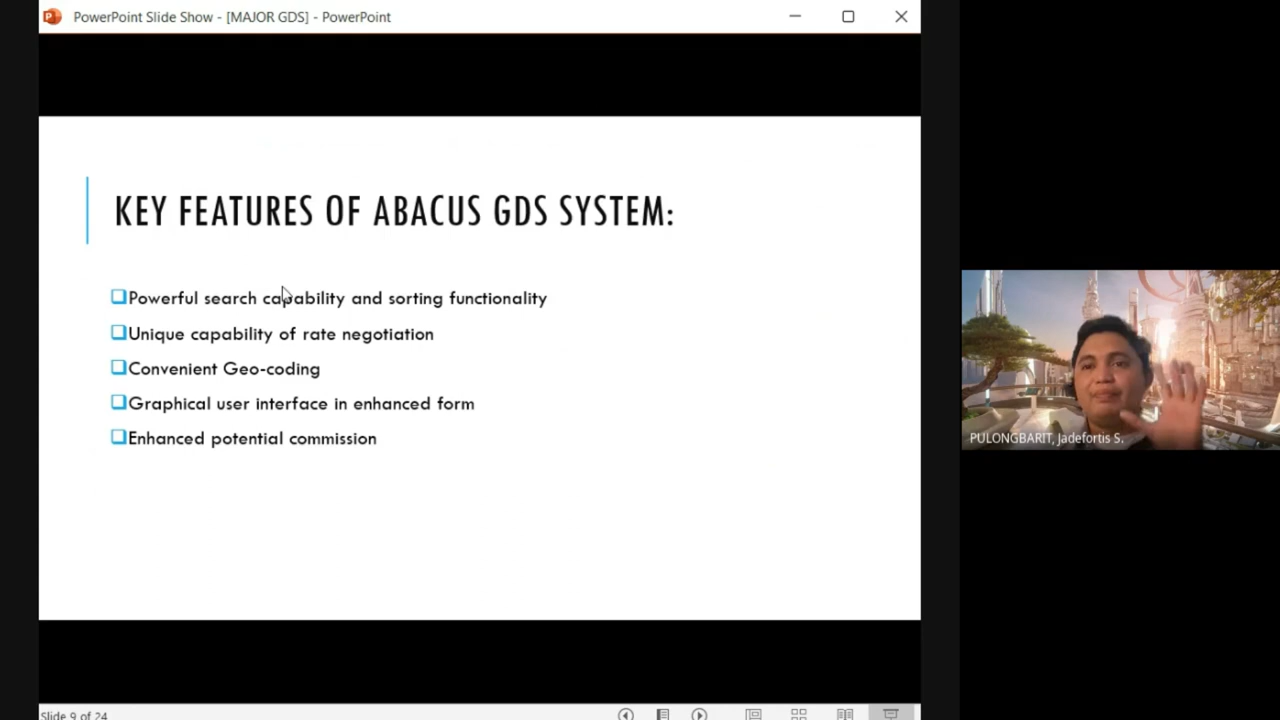 PowerPoint Slide Show - [MAJOR GDS] - PowerPoint
KEY FEATURES OF ABACUS GDS SYSTEM:
Powerful search capability and sorting functionality
Unique capability of rate negotiation
Convenient Geo-coding
Graphical user interface in enhanced form
Enhanced potential commission
PULONGBARIT, Jadefortis S.
Slide 9 of 24